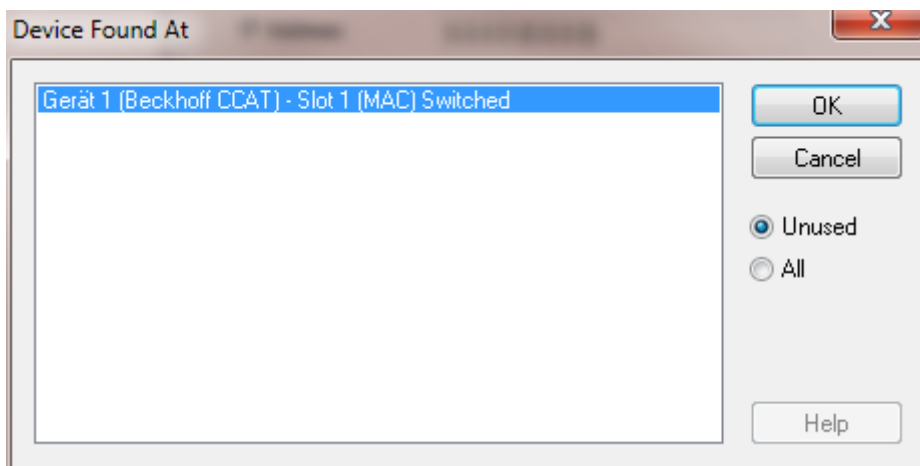 Device Found At
Gerät 1 (Beckhoff CCAT) - Slot 1 (MAC) Switched
OK
Cancel
Unused
All
Help